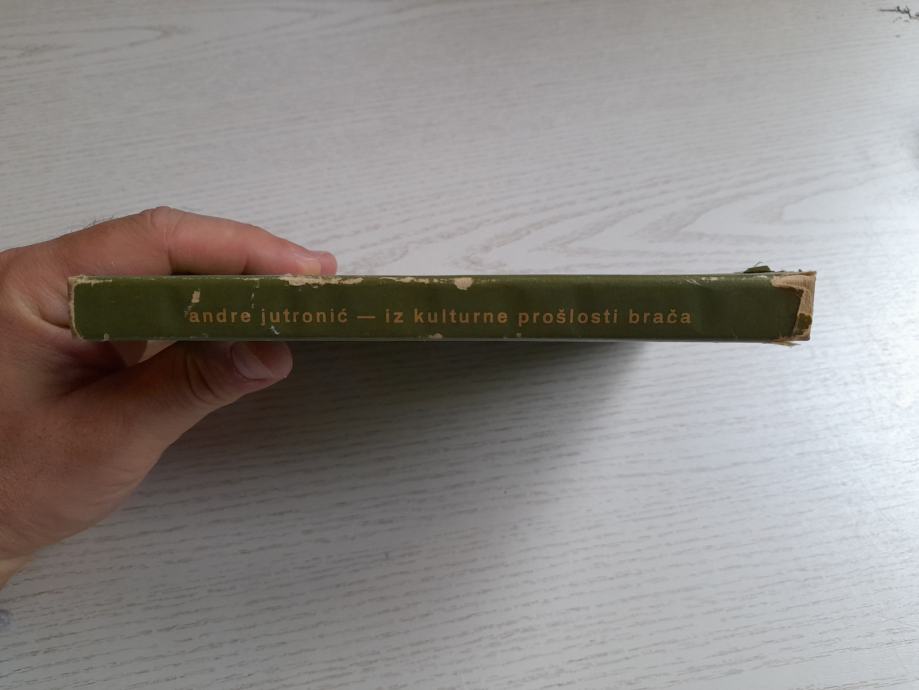 andre jutronić — iz kulturne prošlosti brača